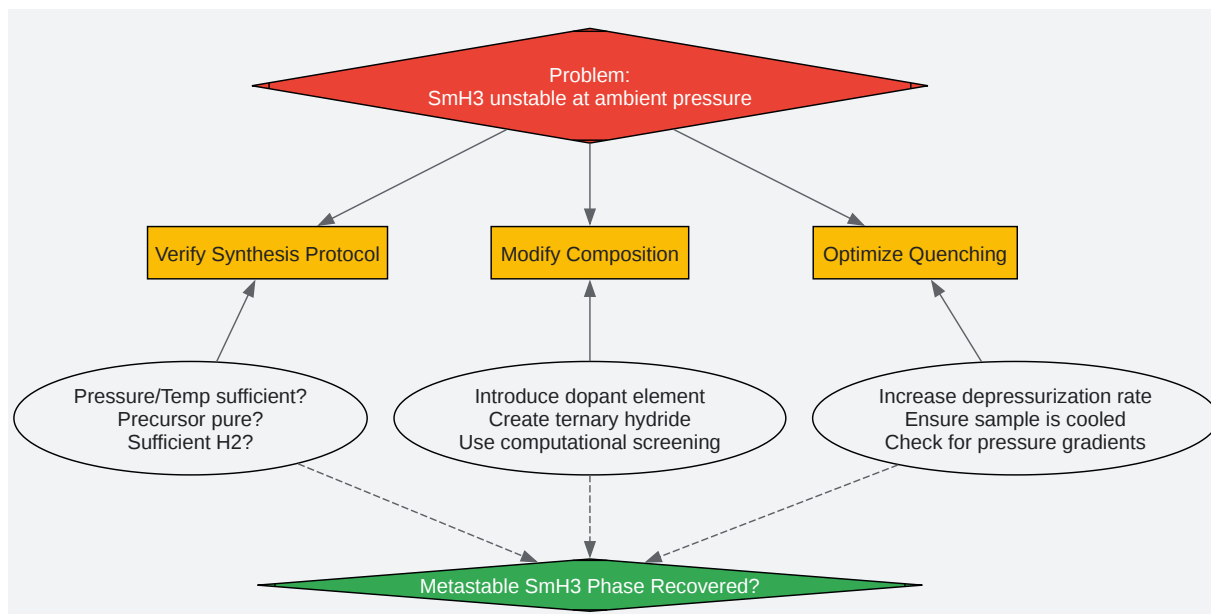 Problem:
SmH3 unstable at ambient pressure
Verify Synthesis Protocol
Modify Composition
Optimize Quenching
Pressure/Temp sufficient?
Precursor pure?
Sufficient H2?
Introduce dopant element
Create ternary hydride
Use computational screening
Increase depressurization rate
Ensure sample is cooled
Check for pressure gradients
Metastable SmH3 Phase Recovered?